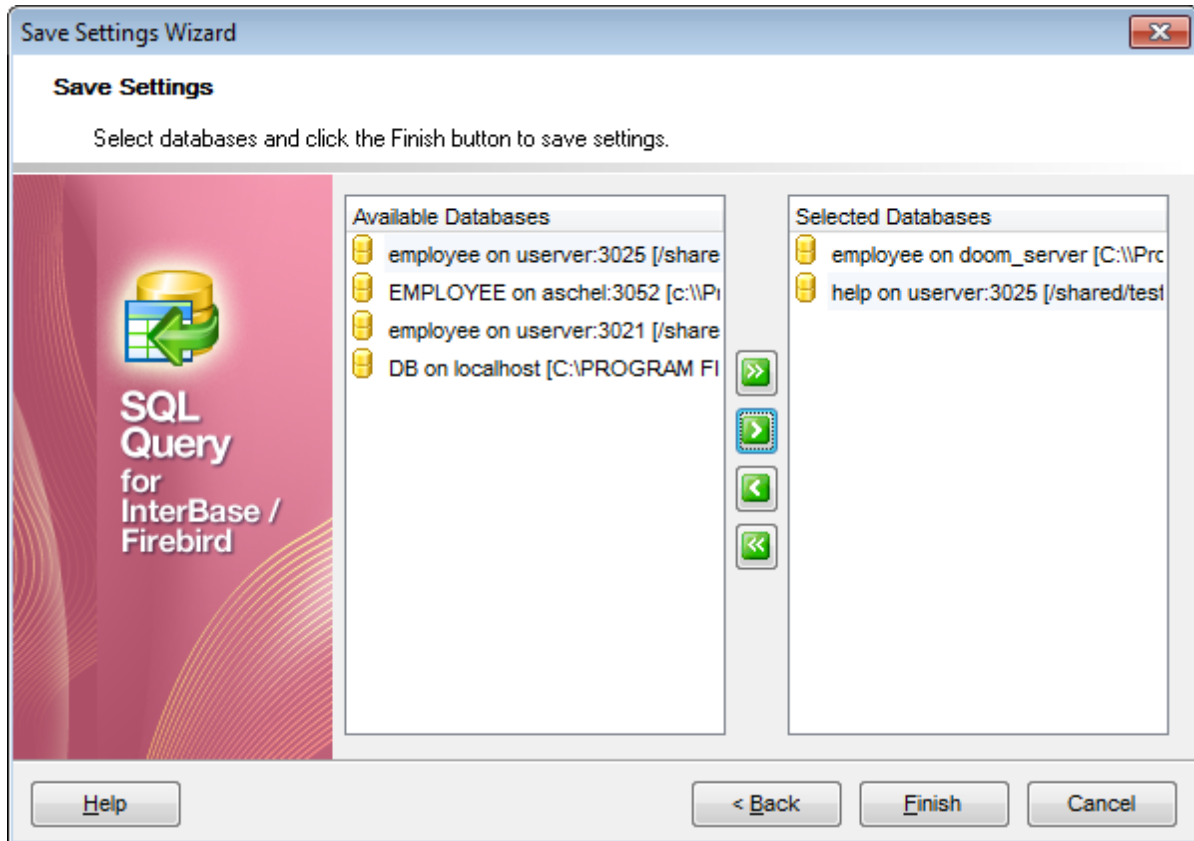 Save Settings Wizard
Save Settings
Select databases and click the Finish button to save settings.
SQL
Query
for
InterBase /
Firebird
Available Databases
employee on userver:3025 [/share
EMPLOYEE on aschel:3052 [c:\\Pr
employee on userver:3021 [/share
DB on localhost [C:\PROGRAM FI
Selected Databases
employee on doom_server [C:\\Prc
help on userver:3025 [/shared/test
Help
< Back
Finish
Cancel